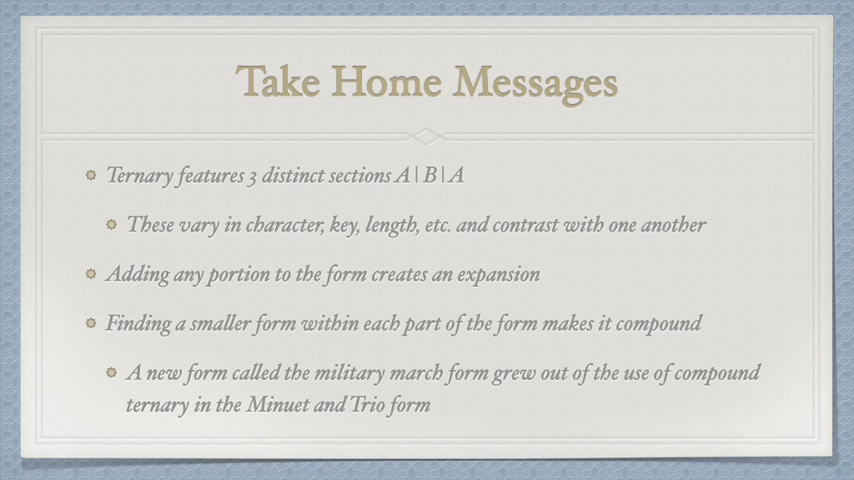 Take Home Messages
Ternary features 3 distinct sections A | B | A
These vary in character, key, length, etc. and contrast with one another
Adding any portion to the form creates an expansion
Finding a smaller form within each part of the form makes it compound
A new form called the military march form grew out of the use of compound
ternary in the Minuet and Trio form